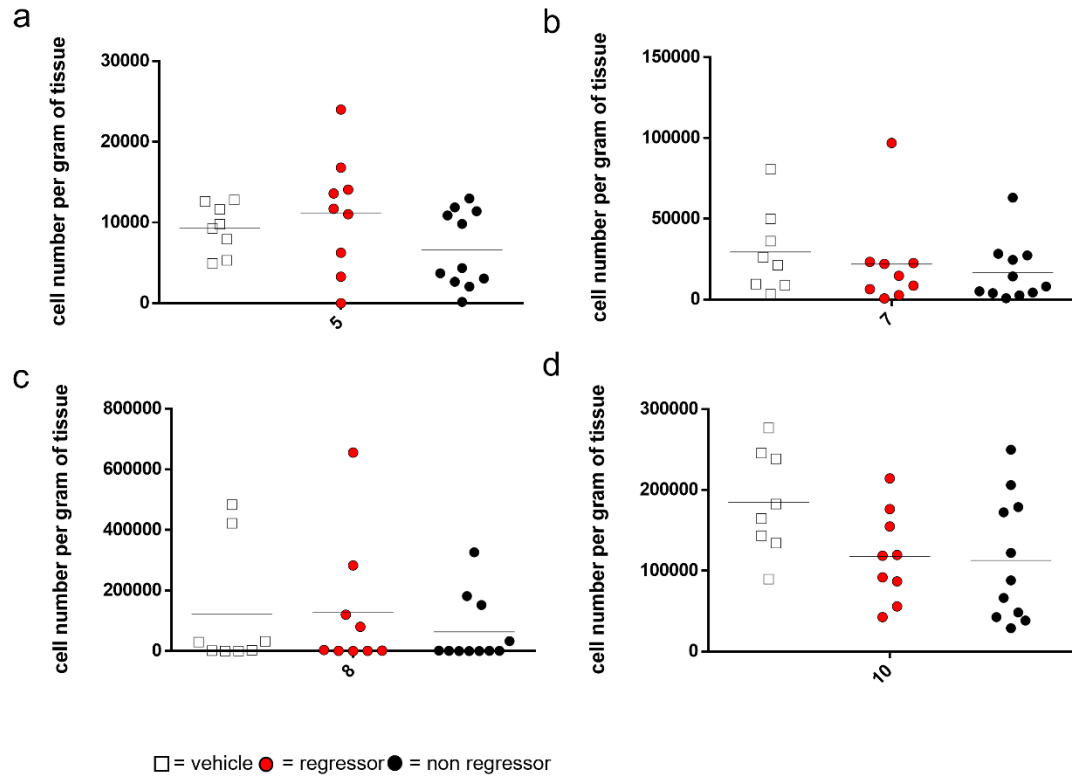 a
cell number per gram of tissue
30000
20000
10000
0
5
b
cell number per gram of tissue
150000
100000
50000
0
7
c
cell number per gram of tissue
800000
600000
400000
200000
0
8
d
cell number per gram of tissue
300000
200000
100000
0
10
= vehicle = regressor = non regressor